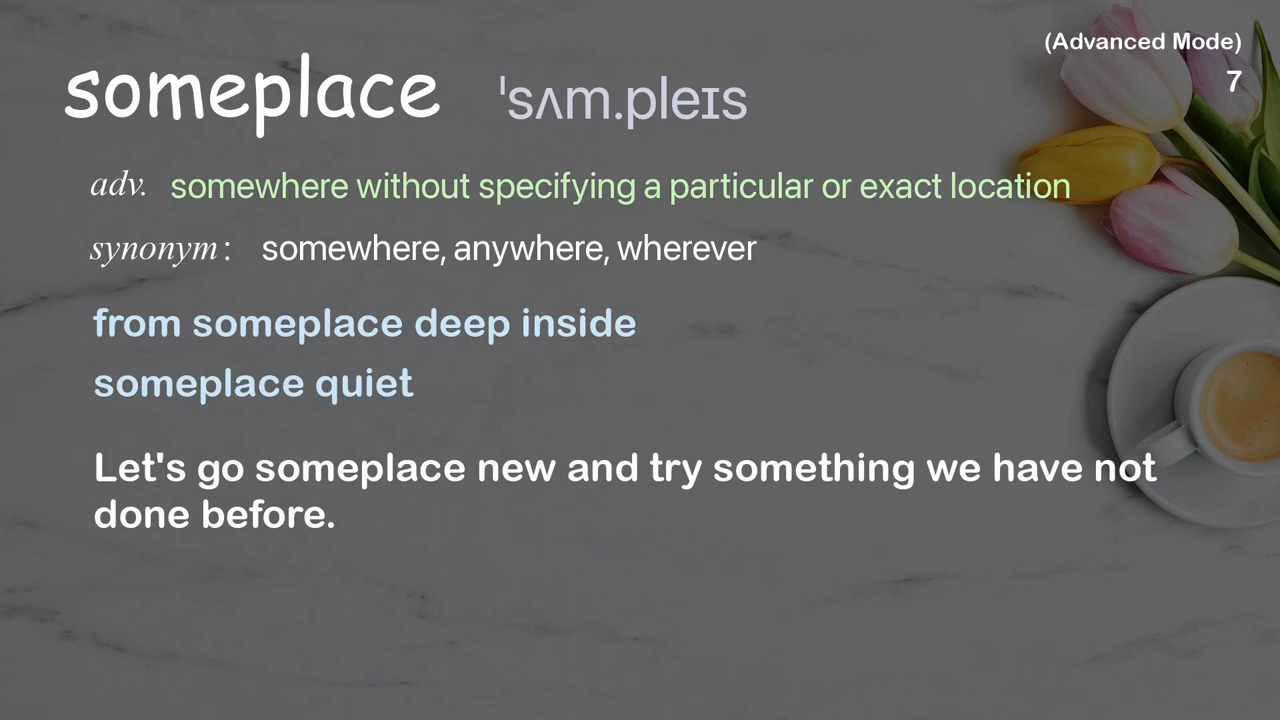 (Advanced Mode)
7
someplace ˈsʌm.pleɪs
adv. somewhere without specifying a particular or exact location
synonym: somewhere, anywhere, wherever
from someplace deep inside
someplace quiet
Let's go someplace new and try something we have not
done before.